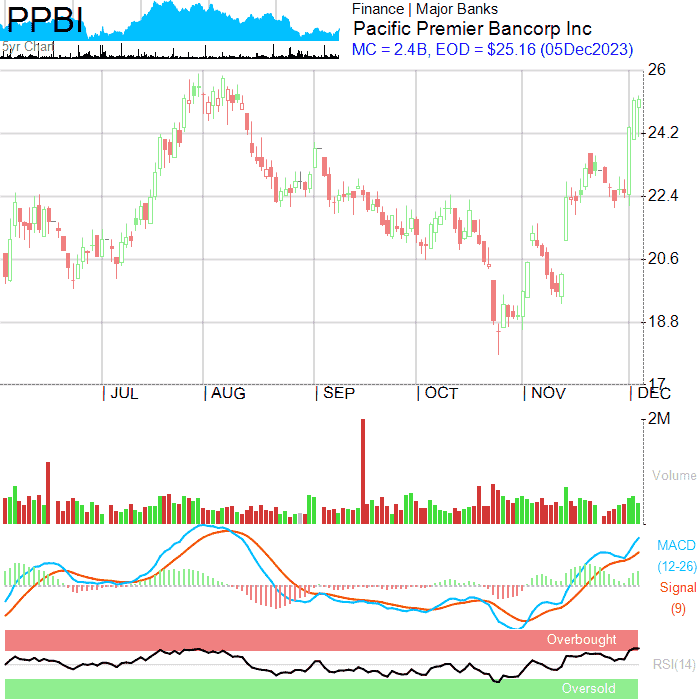 PPBI
5yr Chart
Finance | Major Banks
Pacific Premier Bancorp Inc
MC = 2.4B, EOD = $25.16 (05Dec2023)
26
24.2
22.4
20.6
18.8
17
| JUL | AUG | SEP | OCT | NOV | DEC
2M
Volume
MACD
(12-26)
Signal
(9)
Overbought
RSI(14)
Oversold